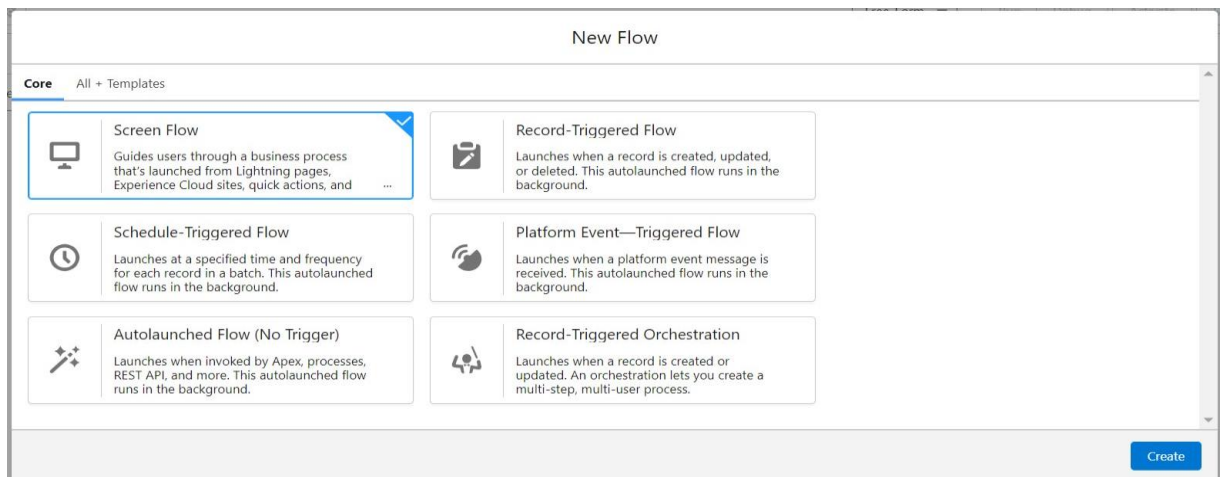 New Flow
Core All + Templates
Screen Flow
Guides users through a business process
that's launched from Lightning pages,
Experience Cloud sites, quick actions, and ...
Record-Triggered Flow
Launches when a record is created, updated,
or deleted. This autolaunched flow runs in the
background.
Schedule-Triggered Flow
Launches at a specified time and frequency
for each record in a batch. This autolaunched
flow runs in the background.
Platform Event—Triggered Flow
Launches when a platform event message is
received. This autolaunched flow runs in the
background.
Autolaunched Flow (No Trigger)
Launches when invoked by Apex, processes,
REST API, and more. This autolaunched flow
runs in the background.
Record-Triggered Orchestration
Launches when a record is created or
updated. An orchestration lets you create a
multi-step, multi-user process.
Create